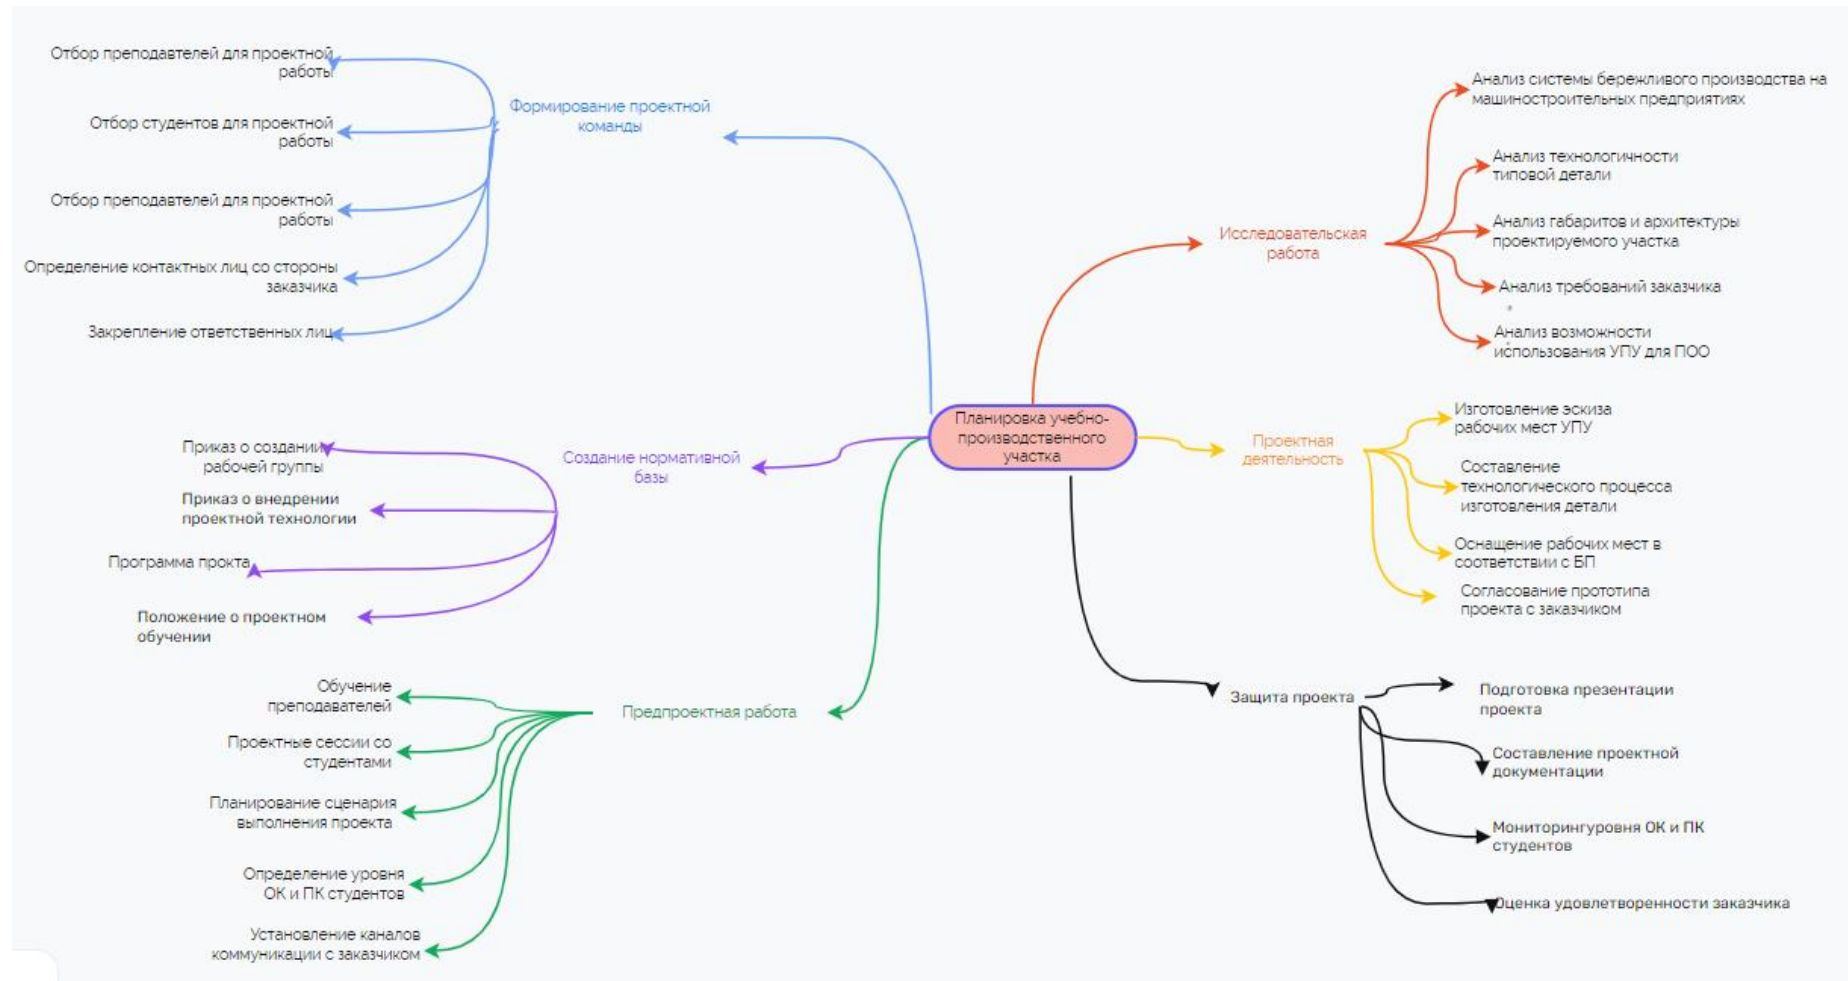 Отбор преподавтелей для проектной
работы
Отбор студентов для проектной
работы
Отбор преподавтелей для проектной
работы
Определение контактных лиц со стороны
заказчика
Закрепление ответственных лиц
Формирование проектной
команды
Приказ о создании
рабочей группы
Приказ о внедрении
проектной технологии
Программа прокта
Положение о проектном
обучении
Создание нормативной
базы
Обучение
преподавателей
Проектные сессии со
студентами
Планирование сценария
выполнения проекта
Определение уровня
ОК и ПК студентов
Установление каналов
коммуникации с заказчиком
Предпроектная работа
Планировка учебно-
производственного
участка
Исследовательская
работа
Анализ системы бережливого производства на
машиностроительных предприятиях
Анализ технологичности
типовой детали
Анализ габаритов и архитектуры
проектируемого участка
Анализ требований заказчика
Анализ возможности
использования УПУ для ПОО
Проектная
деятельность
Изготовление эскиза
рабочих мест УПУ
Составление
технологического процесса
изготовления детали
Оснащение рабочих мест в
соответствии с БП
Согласование прототипа
проекта с заказчиком
Защита проекта
Подготовка презентации
проекта
Составление проектной
документации
Мониторингуровня ОК и ПК
студентов
Оценка удовлетворенности заказчика